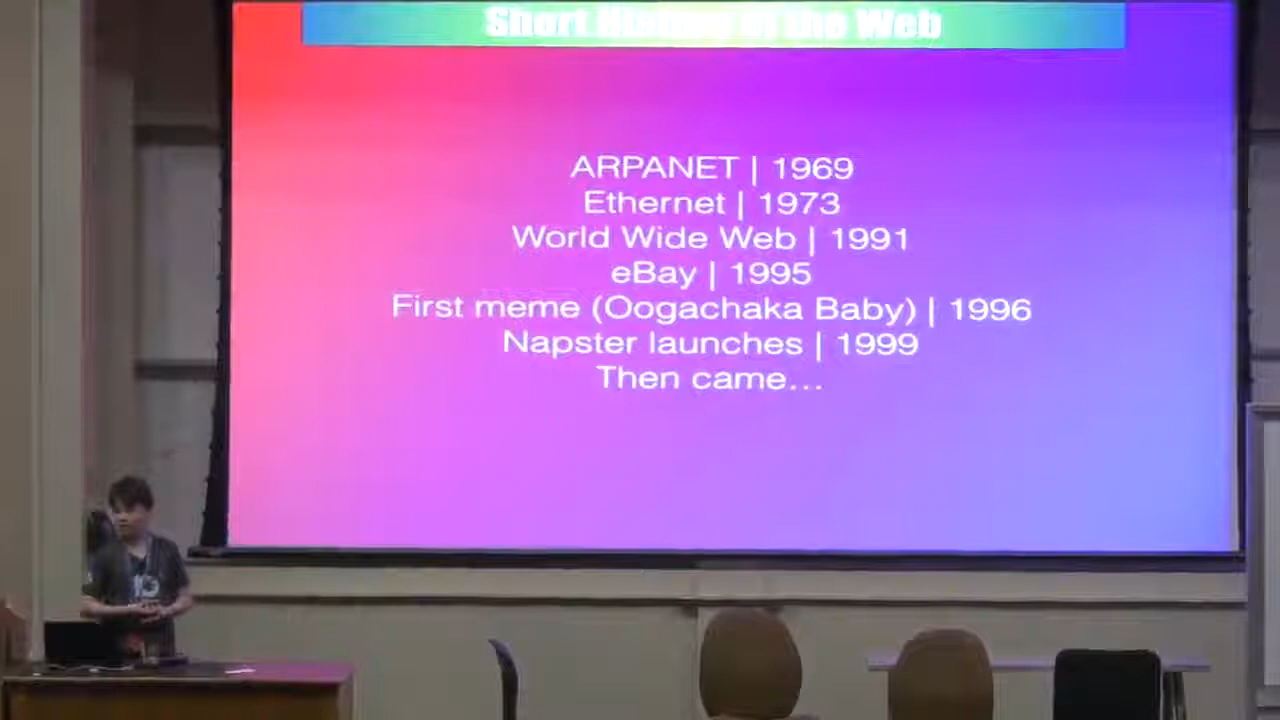 Short History of the Web
ARPANET | 1969
Ethernet | 1973
World Wide Web | 1991
eBay | 1995
First meme (Oogachaka Baby) | 1996
Napster launches | 1999
Then came...